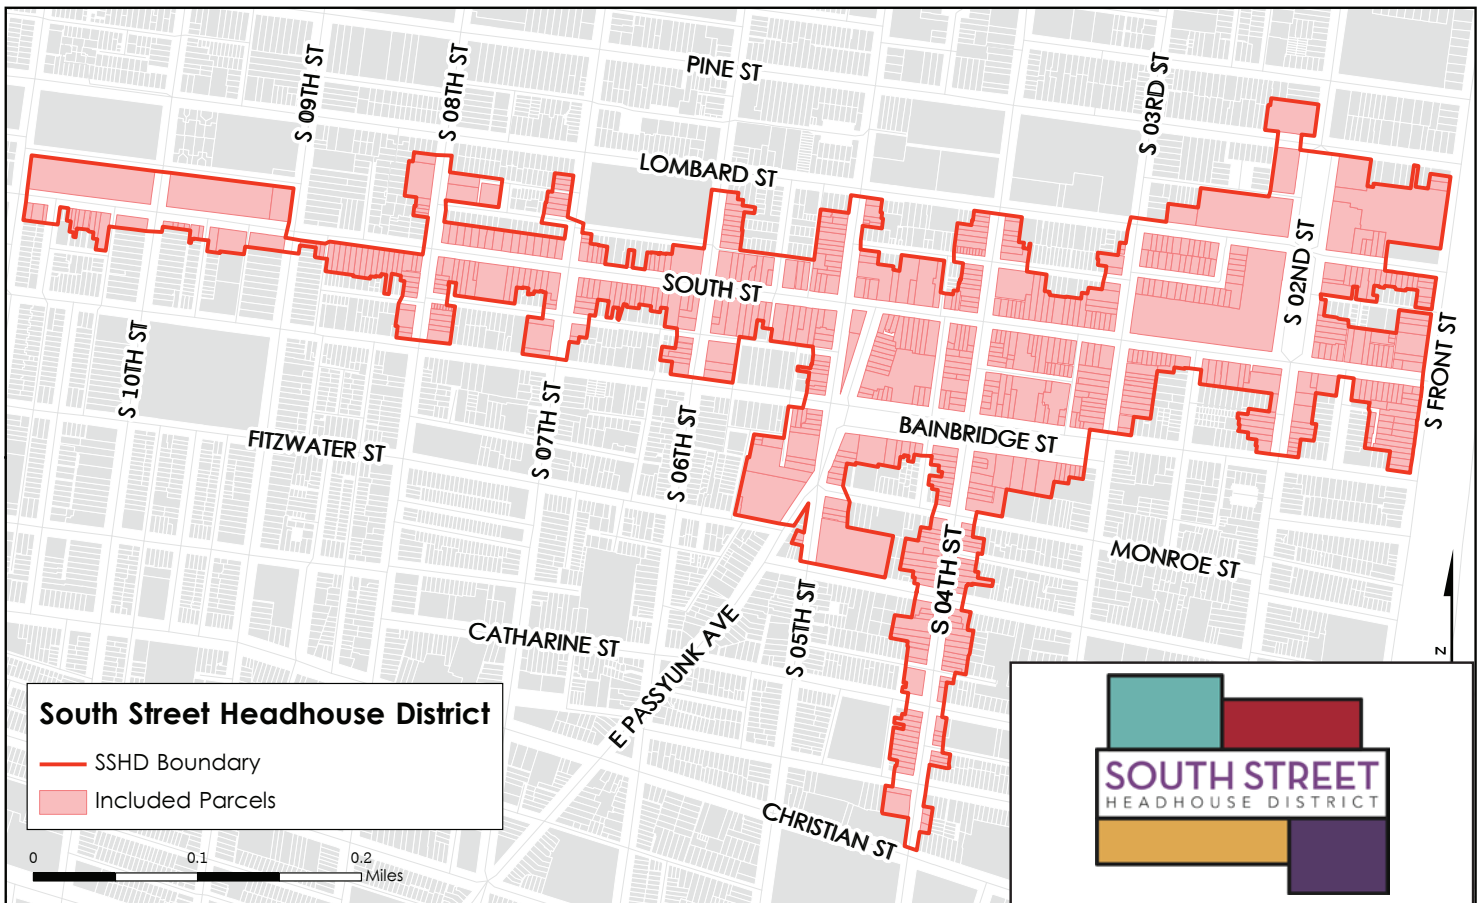 PINE ST
S 09TH ST
S 08TH ST
S 03RD ST
LOMBARD ST
S 02ND ST
SOUTH ST
S FRONT ST
S 10TH ST
S 07TH ST
S 06TH ST
FITZWATER ST
BAINBRIDGE ST
MONROE ST
S 04TH ST
S 05TH ST
CATHARINE ST
E PASSYUNK AVE
CHRISTIAN ST
N
South Street Headhouse District
SSHD Boundary
Included Parcels
0 0.1 0.2
Miles
SOUTH STREET
HEADHOUSE DISTRICT